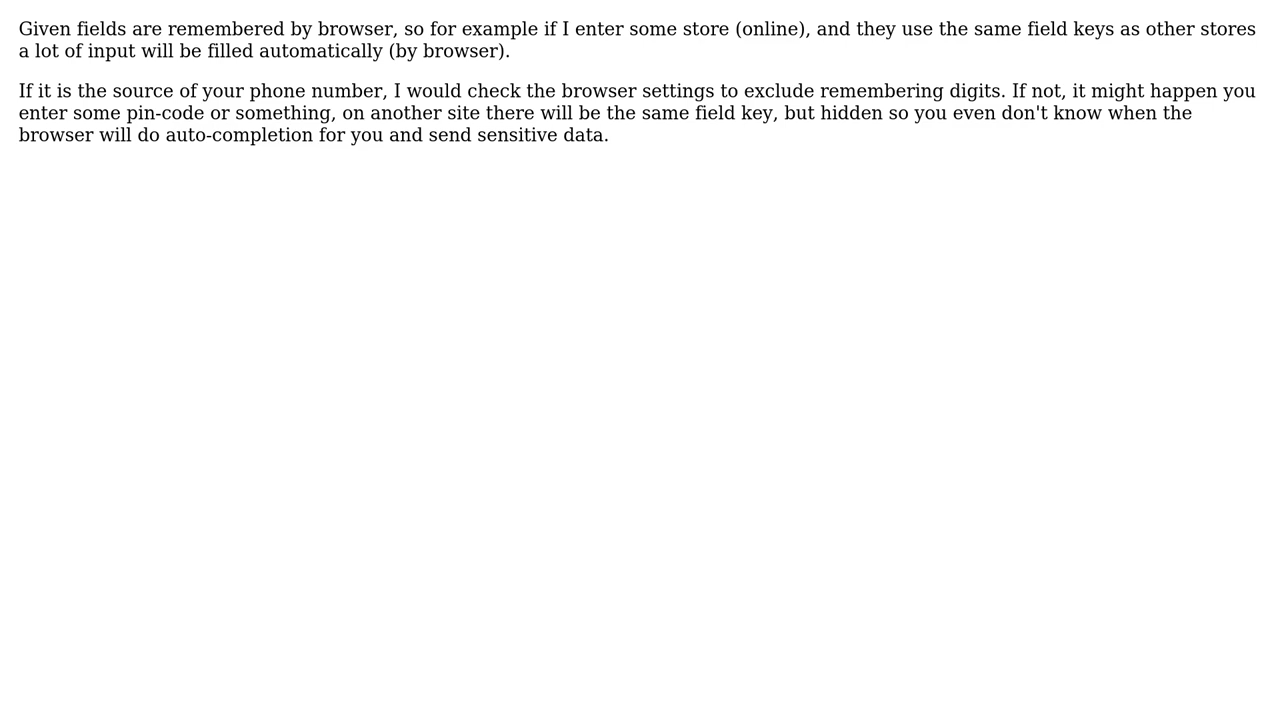 Given fields are remembered by browser, so for example if I enter some store (online), and they use the same field keys as other stores
a lot of input will be filled automatically (by browser).
If it is the source of your phone number, I would check the browser settings to exclude remembering digits. If not, it might happen you
enter some pin-code or something, on another site there will be the same field key, but hidden so you even don't know when the
browser will do auto-completion for you and send sensitive data.